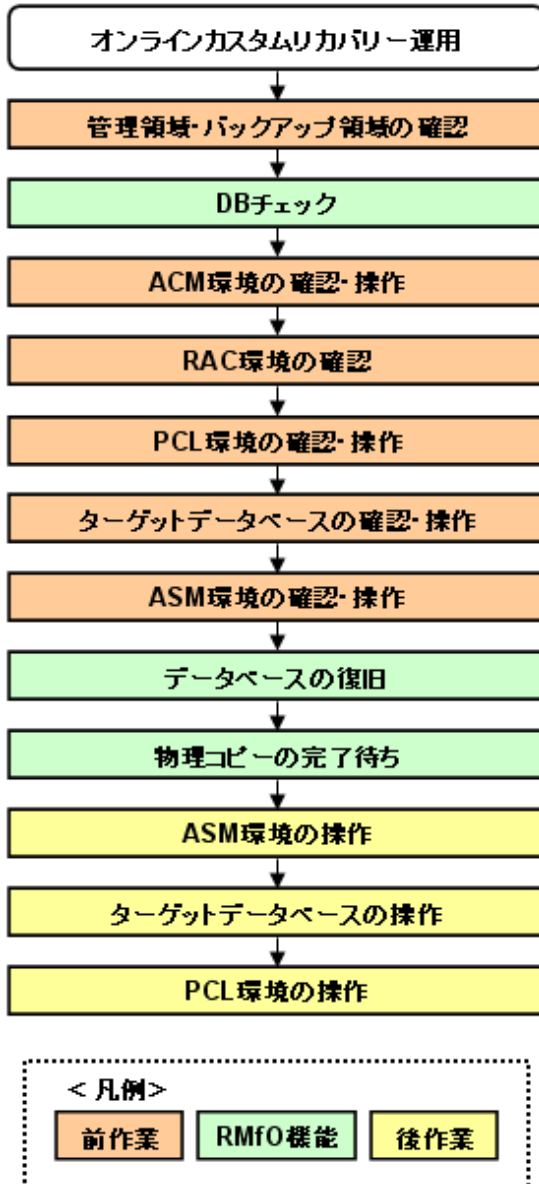 オンラインカスタムリカバリー運用
管理領域・バックアップ領域の確認
DBチェック
ACM環境の確認・操作
RAC環境の確認
PCL環境の確認・操作
ターゲットデータベースの確認・操作
ASM環境の確認・操作
データベースの復旧
物理コピーの完了待ち
ASM環境の操作
ターゲットデータベースの操作
PCL環境の操作
<凡例>
前作業 RMfO機能 後作業